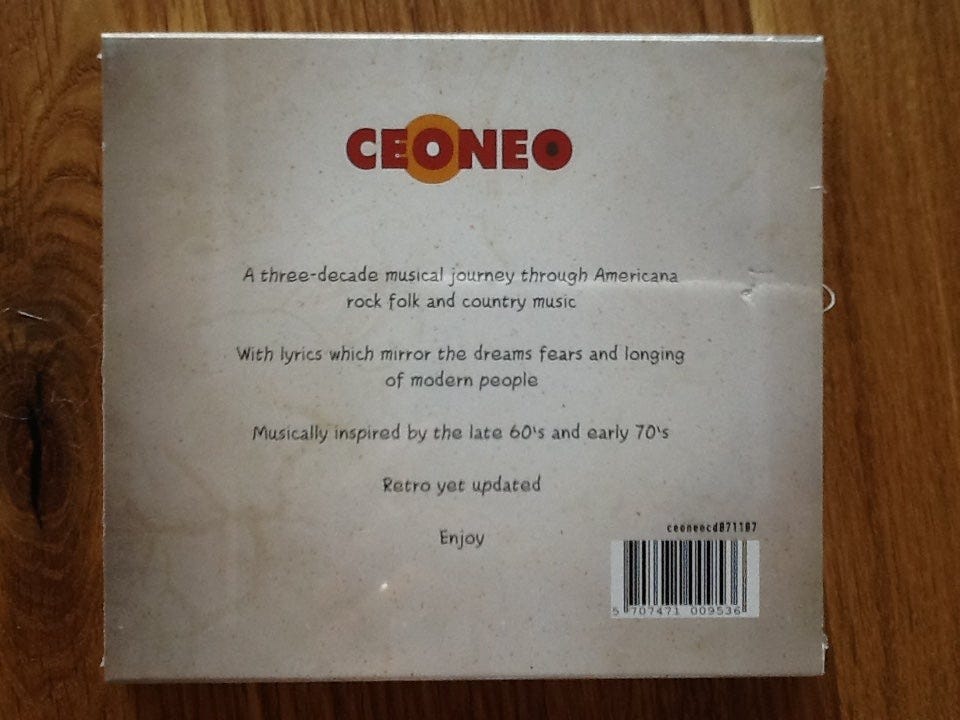 CEONEO
A three-decade musical journey through Americana
rock folk and country music
With lyrics which mirror the dreams fears and longing
of modern people
Musically inspired by the late 60's and early 70's
Retro yet updated
Enjoy
ceoneocd071107
5 707471 009536